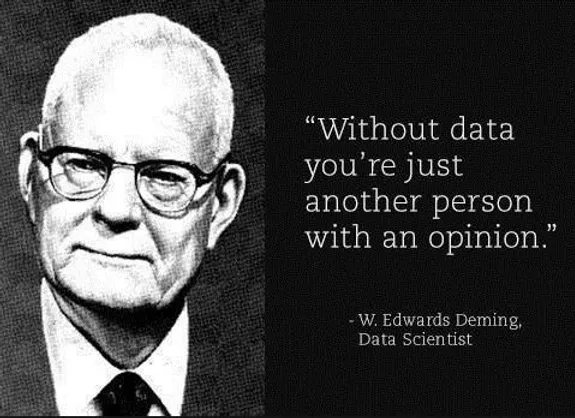 “Without data
you’re just
another person
with an opinion.”
- W. Edwards Deming,
Data Scientist